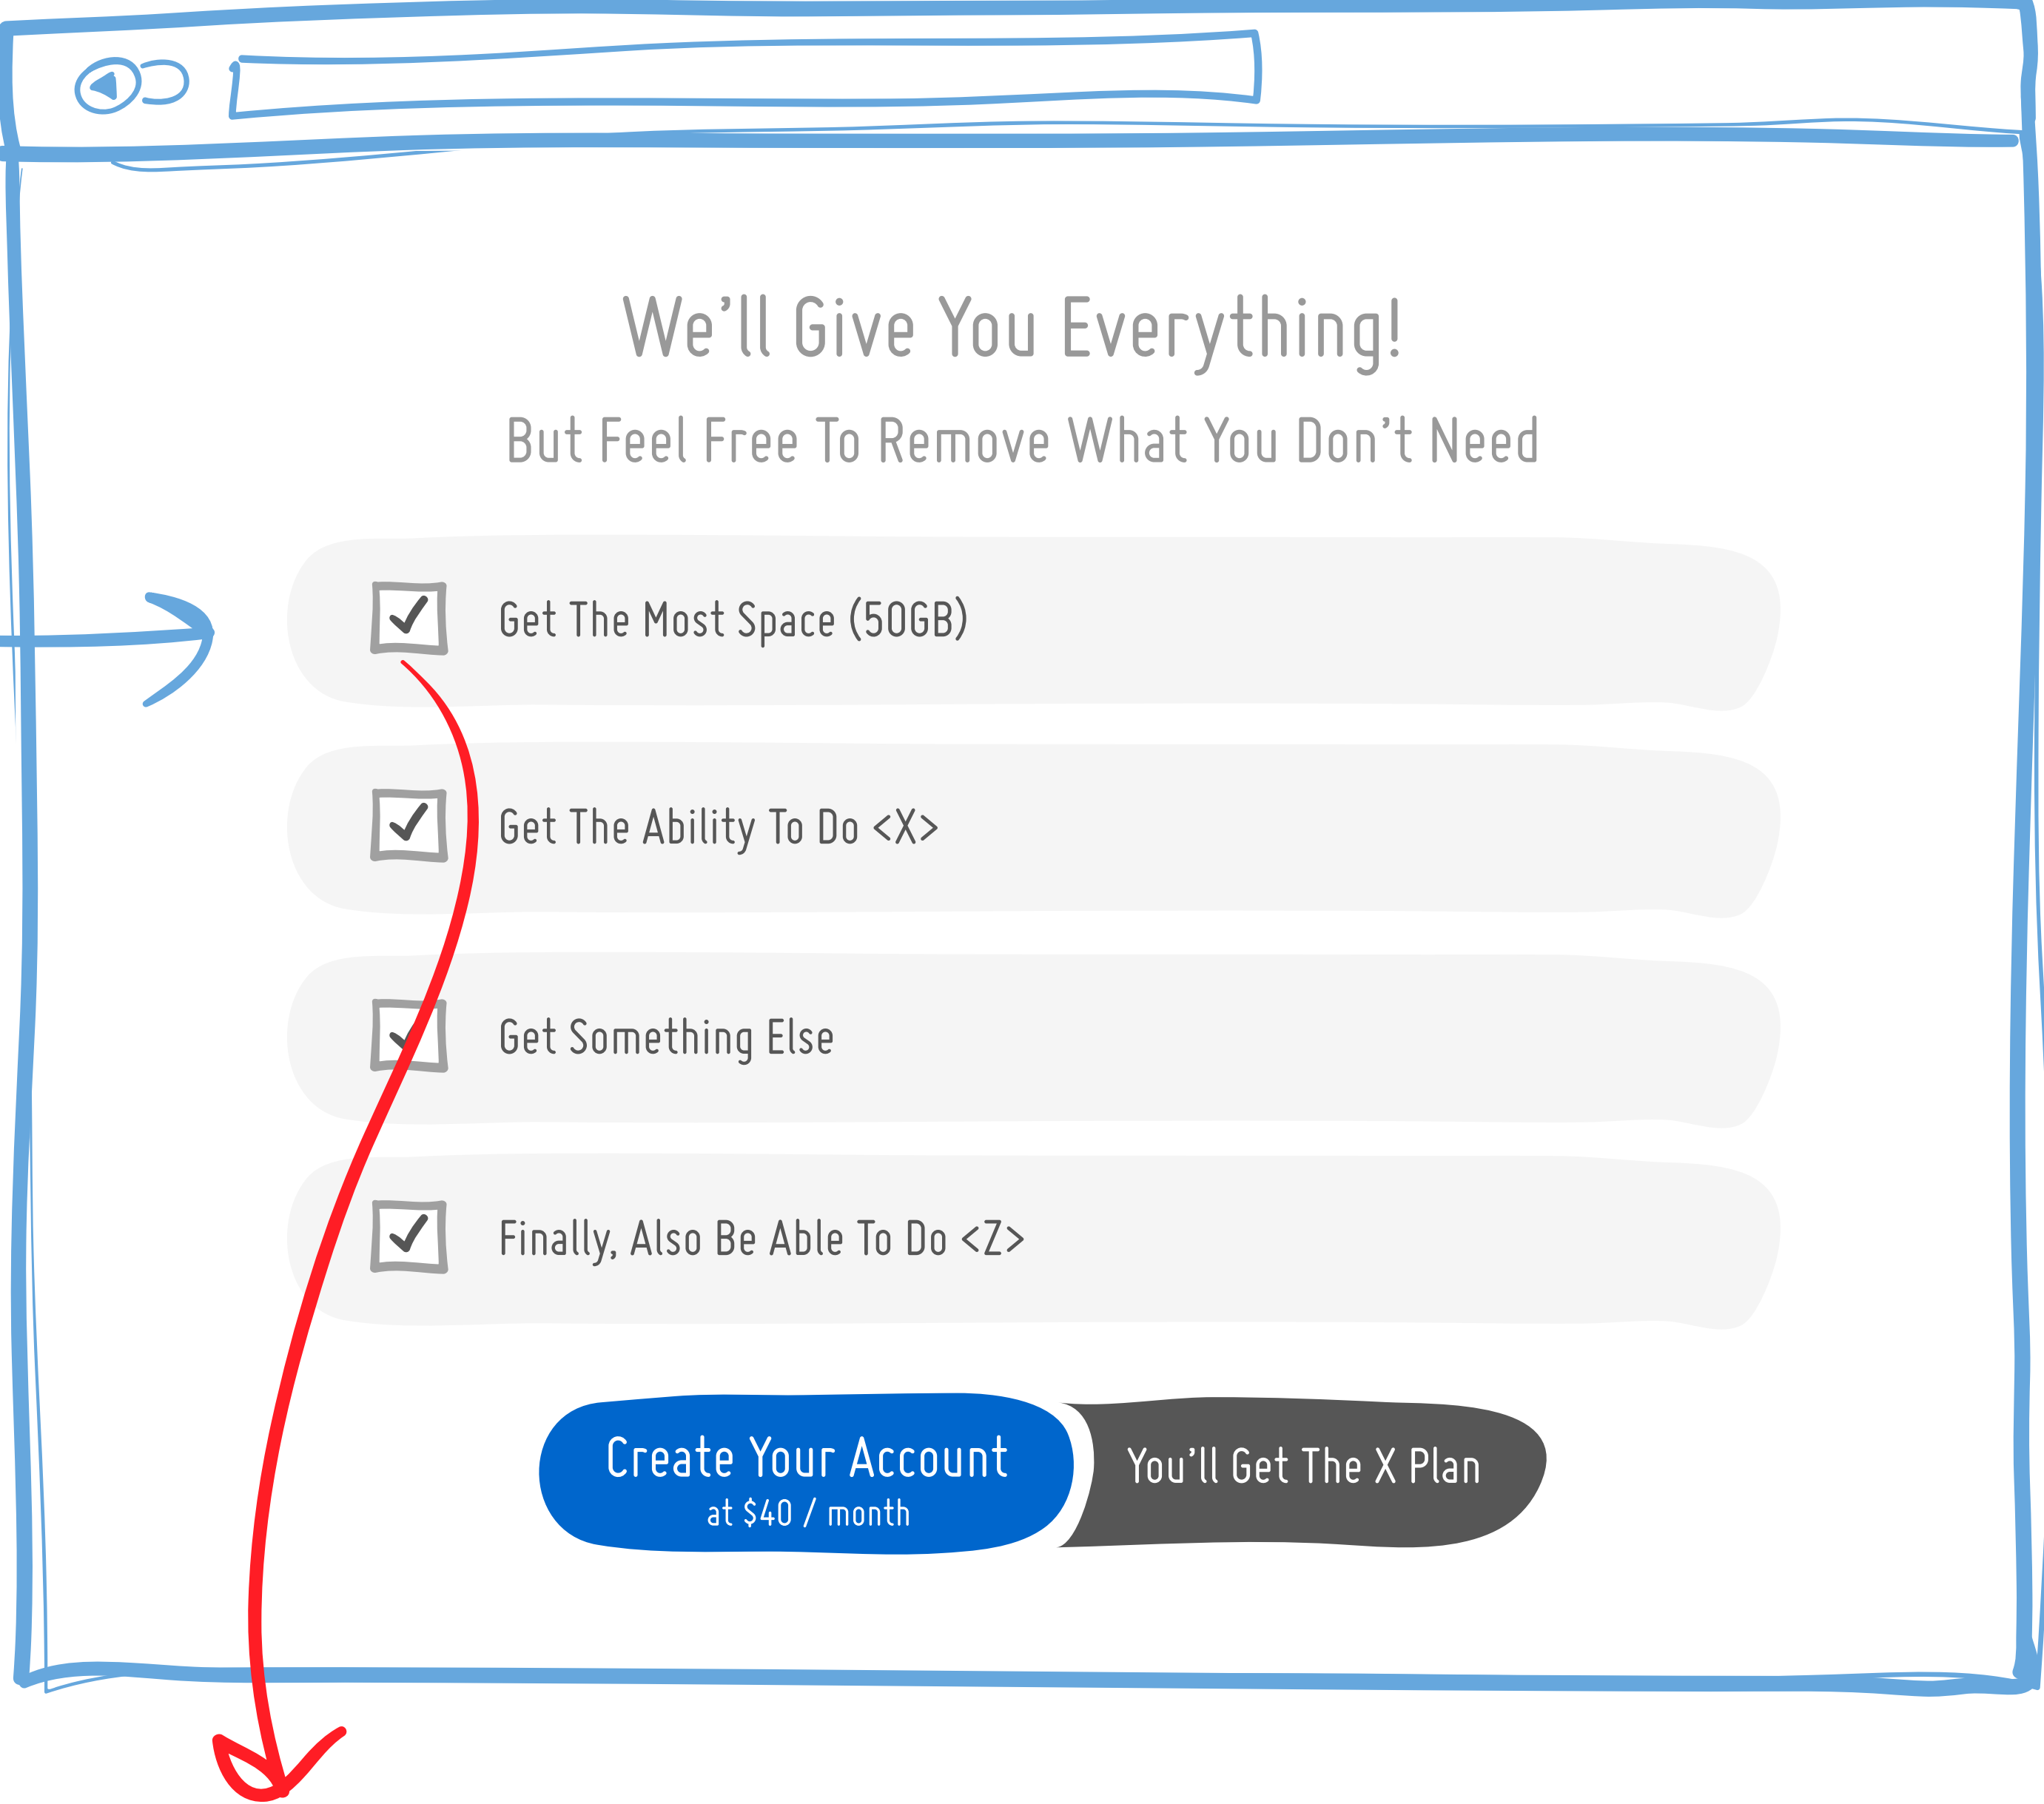 We'll Give You Everything!
But Feel Free To Remove What You Don't Need
Get The Most Space (50GB)
Get The Ability To Do <X>
Get Something Else
Finally, Also Be Able To Do <Z>
Create Your Account
at $40 / month
You'll Get The X Plan